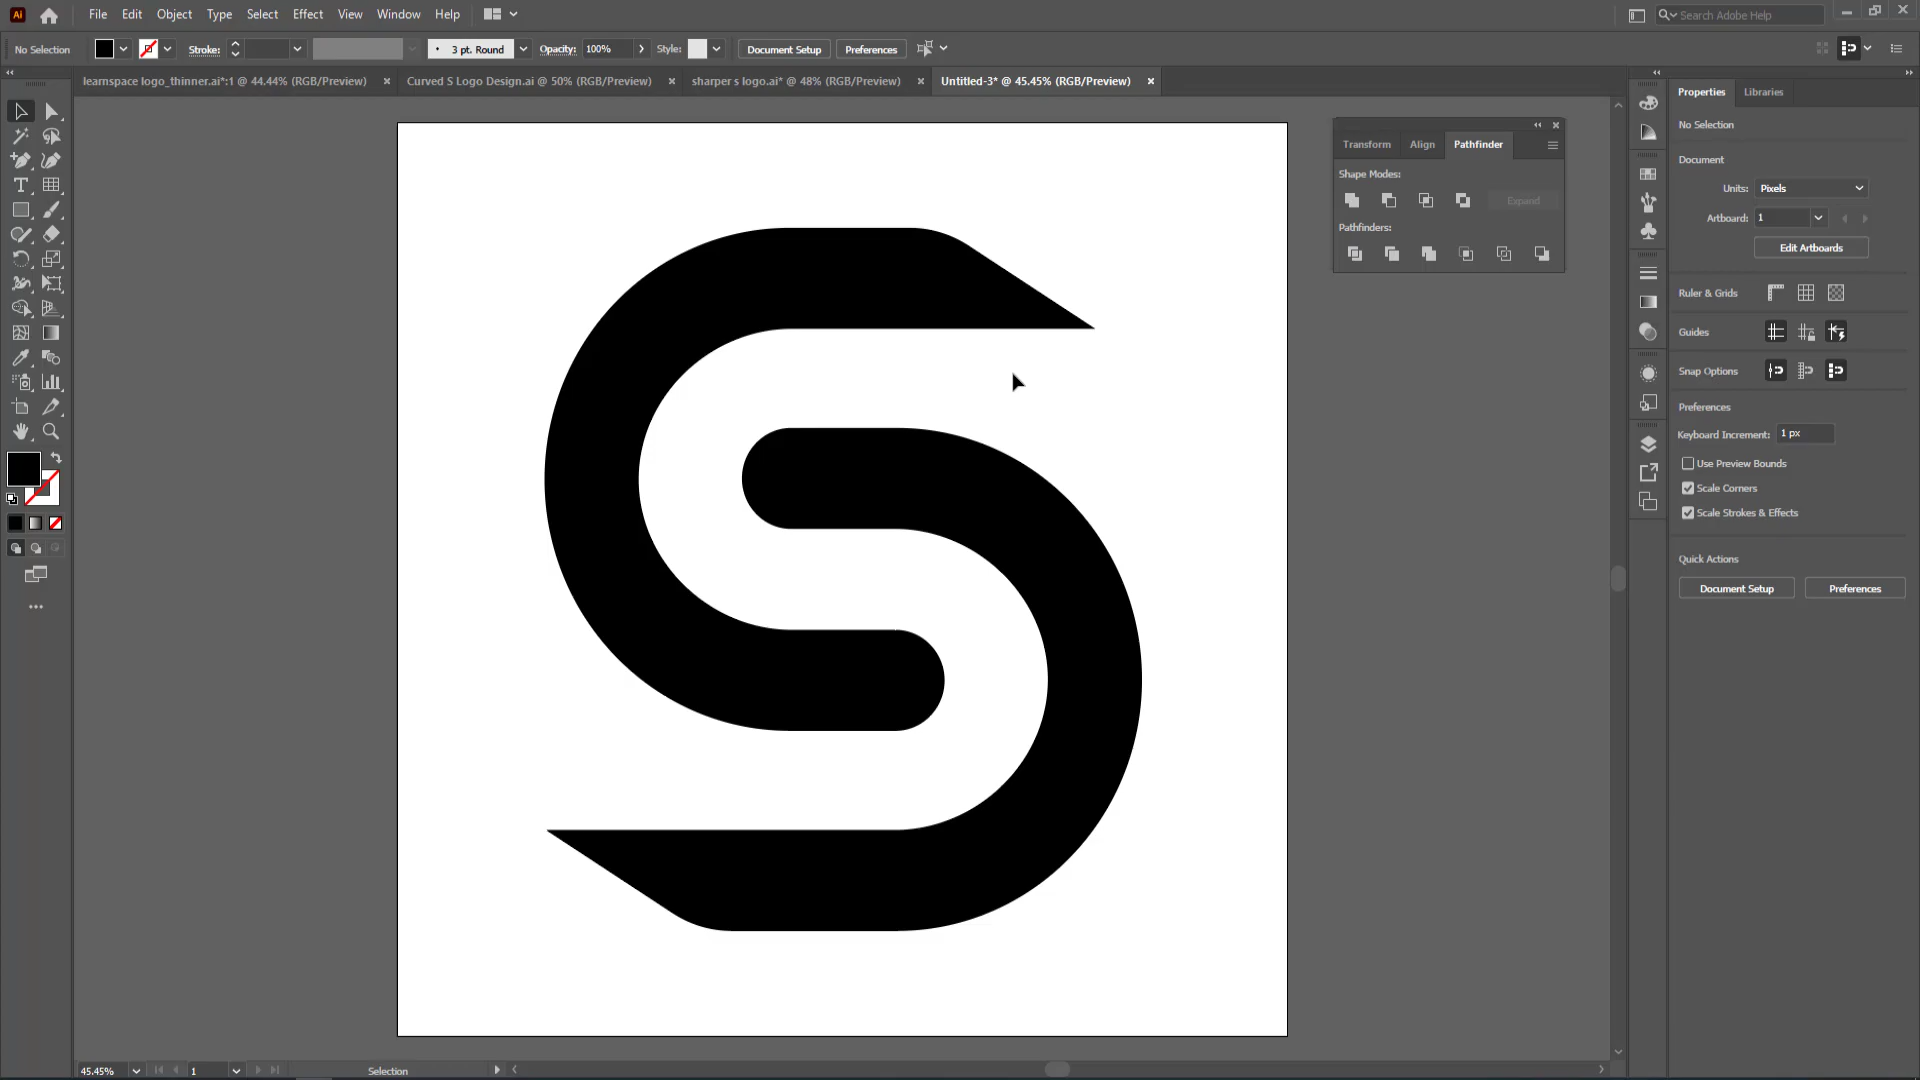 Ai File Edit Object Type Select Effect View Window Help Search Adobe Help
No Selection Stroke: 3 pt. Round Opacity: 100% Style: Document Setup Preferences
learnspace logo_thinner.ai*:1 @ 44.44% (RGB/Preview) × Curved S Logo Design.ai @ 50% (RGB/Preview) × sharper s logo.ai* @ 48% (RGB/Preview) × Untitled-3* @ 45.45% (RGB/Preview) ×
Transform Align Pathfinder
Shape Modes:
Expand
Pathfinders:
Properties Libraries
No Selection
Document
Units: Pixels
Artboard: 1
Edit Artboards
Ruler & Grids
Guides
Snap Options
Preferences
Keyboard Increment: 1 px
Use Preview Bounds
Scale Corners
Scale Strokes & Effects
Quick Actions
Document Setup Preferences
45.45% 1 Selection